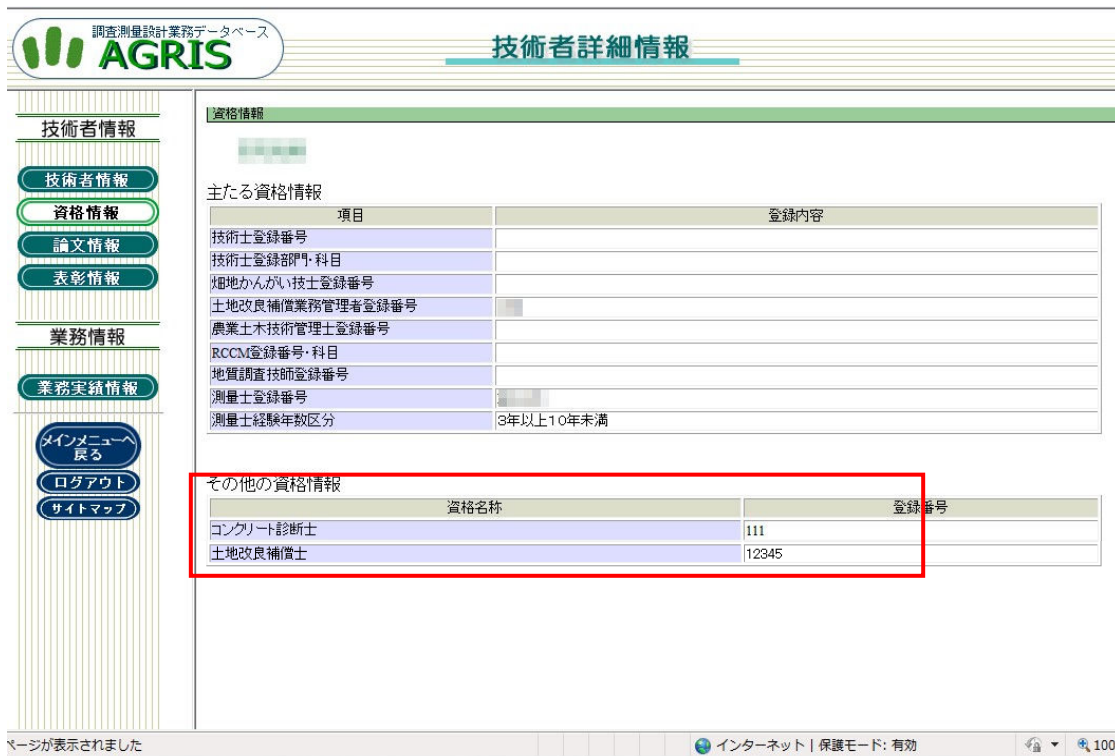 調査測量設計業務データベース
AGRIS
技術者詳細情報
技術者情報
技術者情報
資格情報
論文情報
表彰情報
業務情報
業務実績情報
メインメニューへ
戻る
ログアウト
サイトマップ
資格情報
主たる資格情報
項目 登録内容
技術士登録番号
技術士登録部門・科目
畑地かんがい技士登録番号
土地改良補償業務管理者登録番号
農業土木技術管理士登録番号
RCCM登録番号・科目
地質調査技師登録番号
測量士登録番号
測量士経験年数区分 3年以上10年未満
その他の資格情報
資格名称 登録番号
コンクリート診断士 111
土地改良補償士 12345
ページが表示されました インターネット | 保護モード: 有効 100